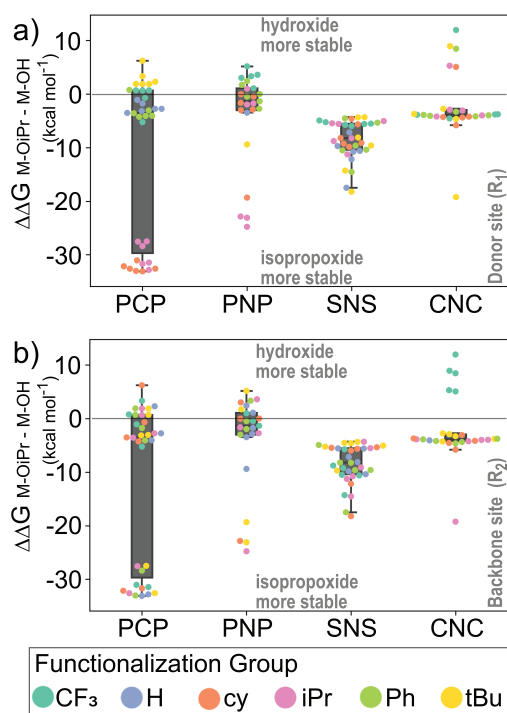 a)
hydroxide
more stable
10
0
-10
-20
-30
ΔΔG M-OiPr - M-OH
(kcal mol⁻¹)
isopropoxide
more stable
Donor site (R₁)
PCP PNP SNS CNC
b)
hydroxide
more stable
10
0
-10
-20
-30
ΔΔG M-OiPr - M-OH
(kcal mol⁻¹)
isopropoxide
more stable
Backbone site (R₂)
PCP PNP SNS CNC
Functionalization Group
CF₃ H cy iPr Ph tBu